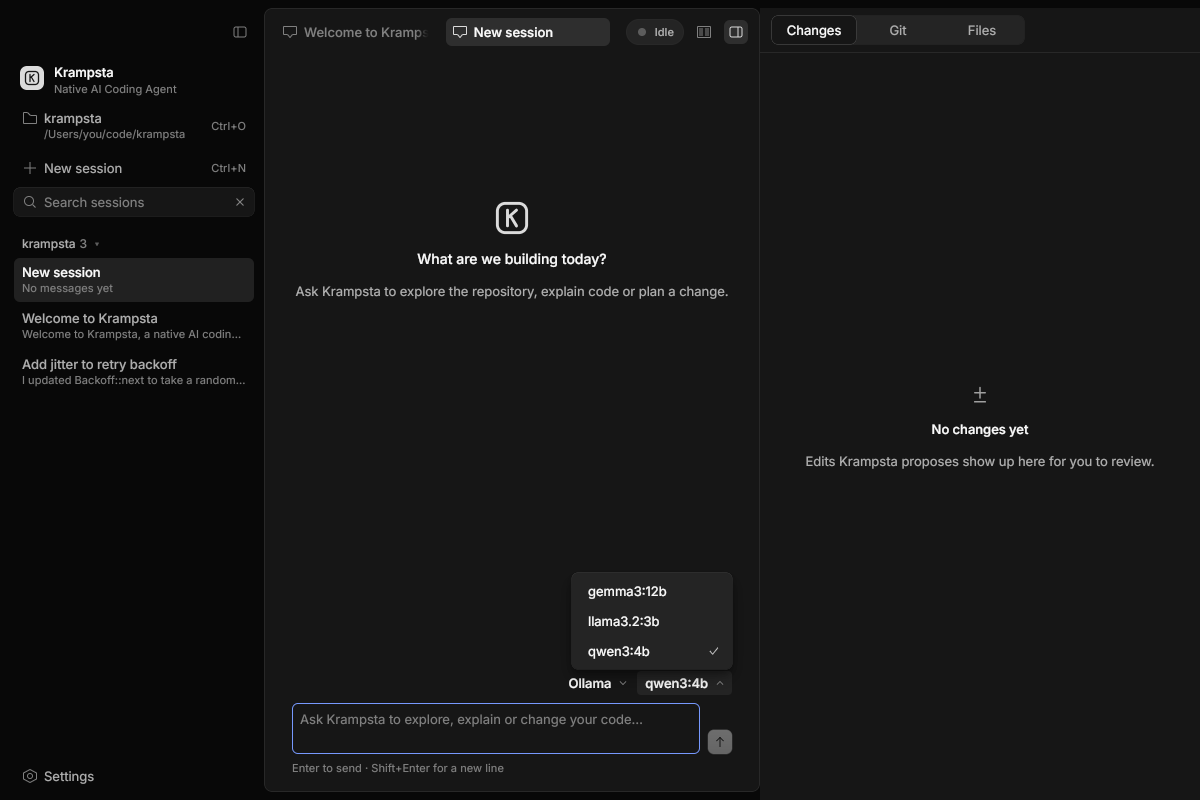 Krampsta
Native AI Coding Agent
krampsta
/Users/you/code/krampsta
Ctrl+O
New session
Ctrl+N
Search sessions
krampsta 3
New session
No messages yet
Welcome to Krampsta
Welcome to Krampsta, a native AI codin...
Add jitter to retry backoff
I updated Backoff::next to take a random...
Settings
Welcome to Kramps
New session
Idle
K
What are we building today?
Ask Krampsta to explore the repository, explain code or plan a change.
gemma3:12b
llama3.2:3b
qwen3:4b
Ollama
qwen3:4b
Ask Krampsta to explore, explain or change your code...
Enter to send · Shift+Enter for a new line
Changes
Git
Files
No changes yet
Edits Krampsta proposes show up here for you to review.